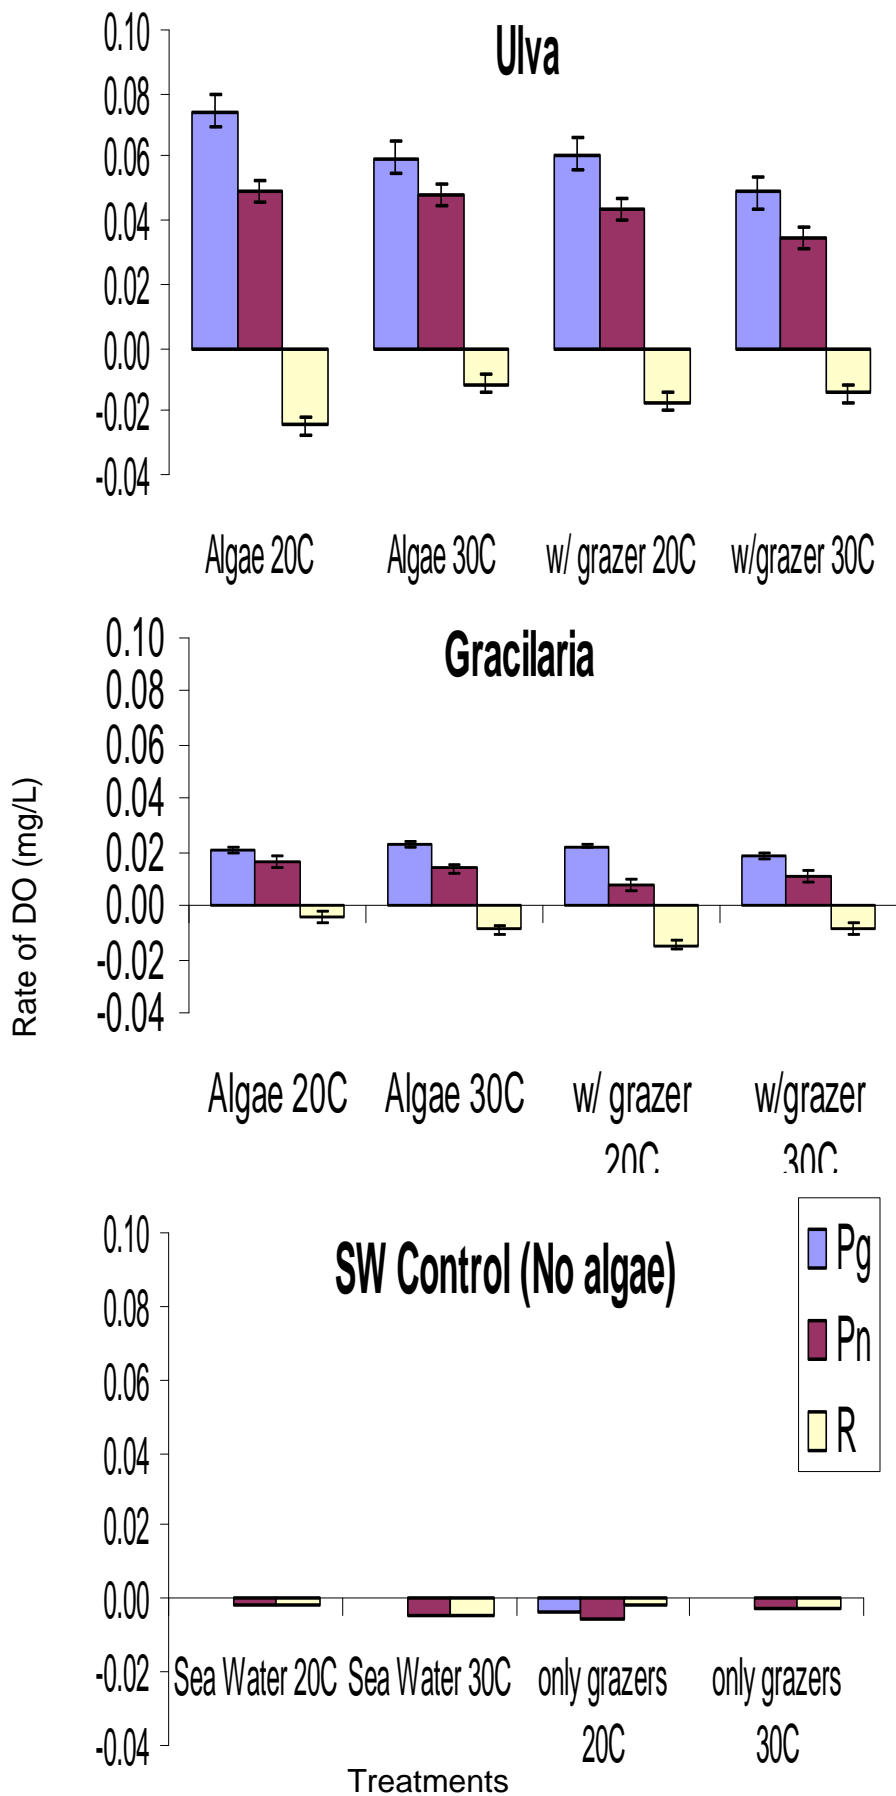 Ulva
0.10
0.08
0.06
0.04
0.02
0.00
-0.02
-0.04
Algae 20C Algae 30C w/ grazer 20C w/grazer 30C
Gracilaria
0.10
0.08
0.06
0.04
0.02
0.00
-0.02
-0.04
Rate of DO (mg/L)
Algae 20C Algae 30C w/ grazer 20C w/grazer 30C
SW Control (No algae)
0.10
0.08
0.06
0.04
0.02
0.00
-0.02
-0.04
Pg
Pn
R
Sea Water 20C Sea Water 30C only grazers 20C only grazers 30C
Treatments